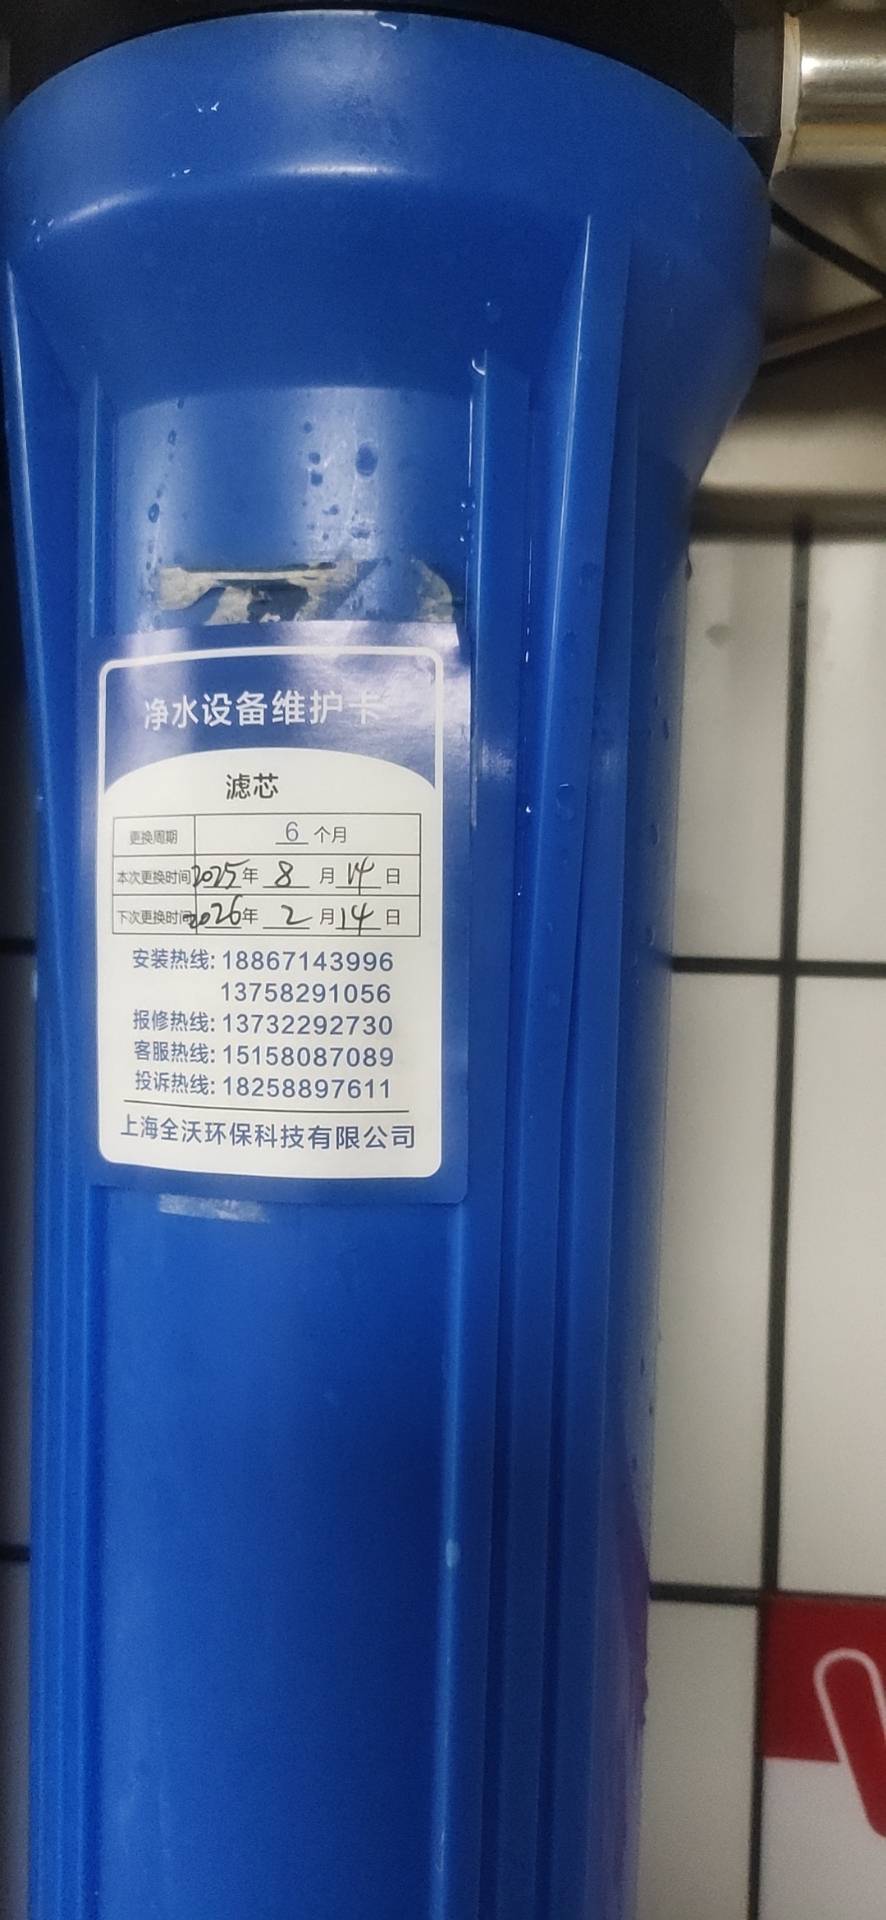 净水设备维护卡
滤芯
更换周期 6 个月
本次更换时间 2025年 8 月 14 日
下次更换时间 2026年 2 月 14 日
安装热线: 18867143996
13758291056
报修热线: 13732292730
客服热线: 15158087089
投诉热线: 18258897611
上海全沃环保科技有限公司